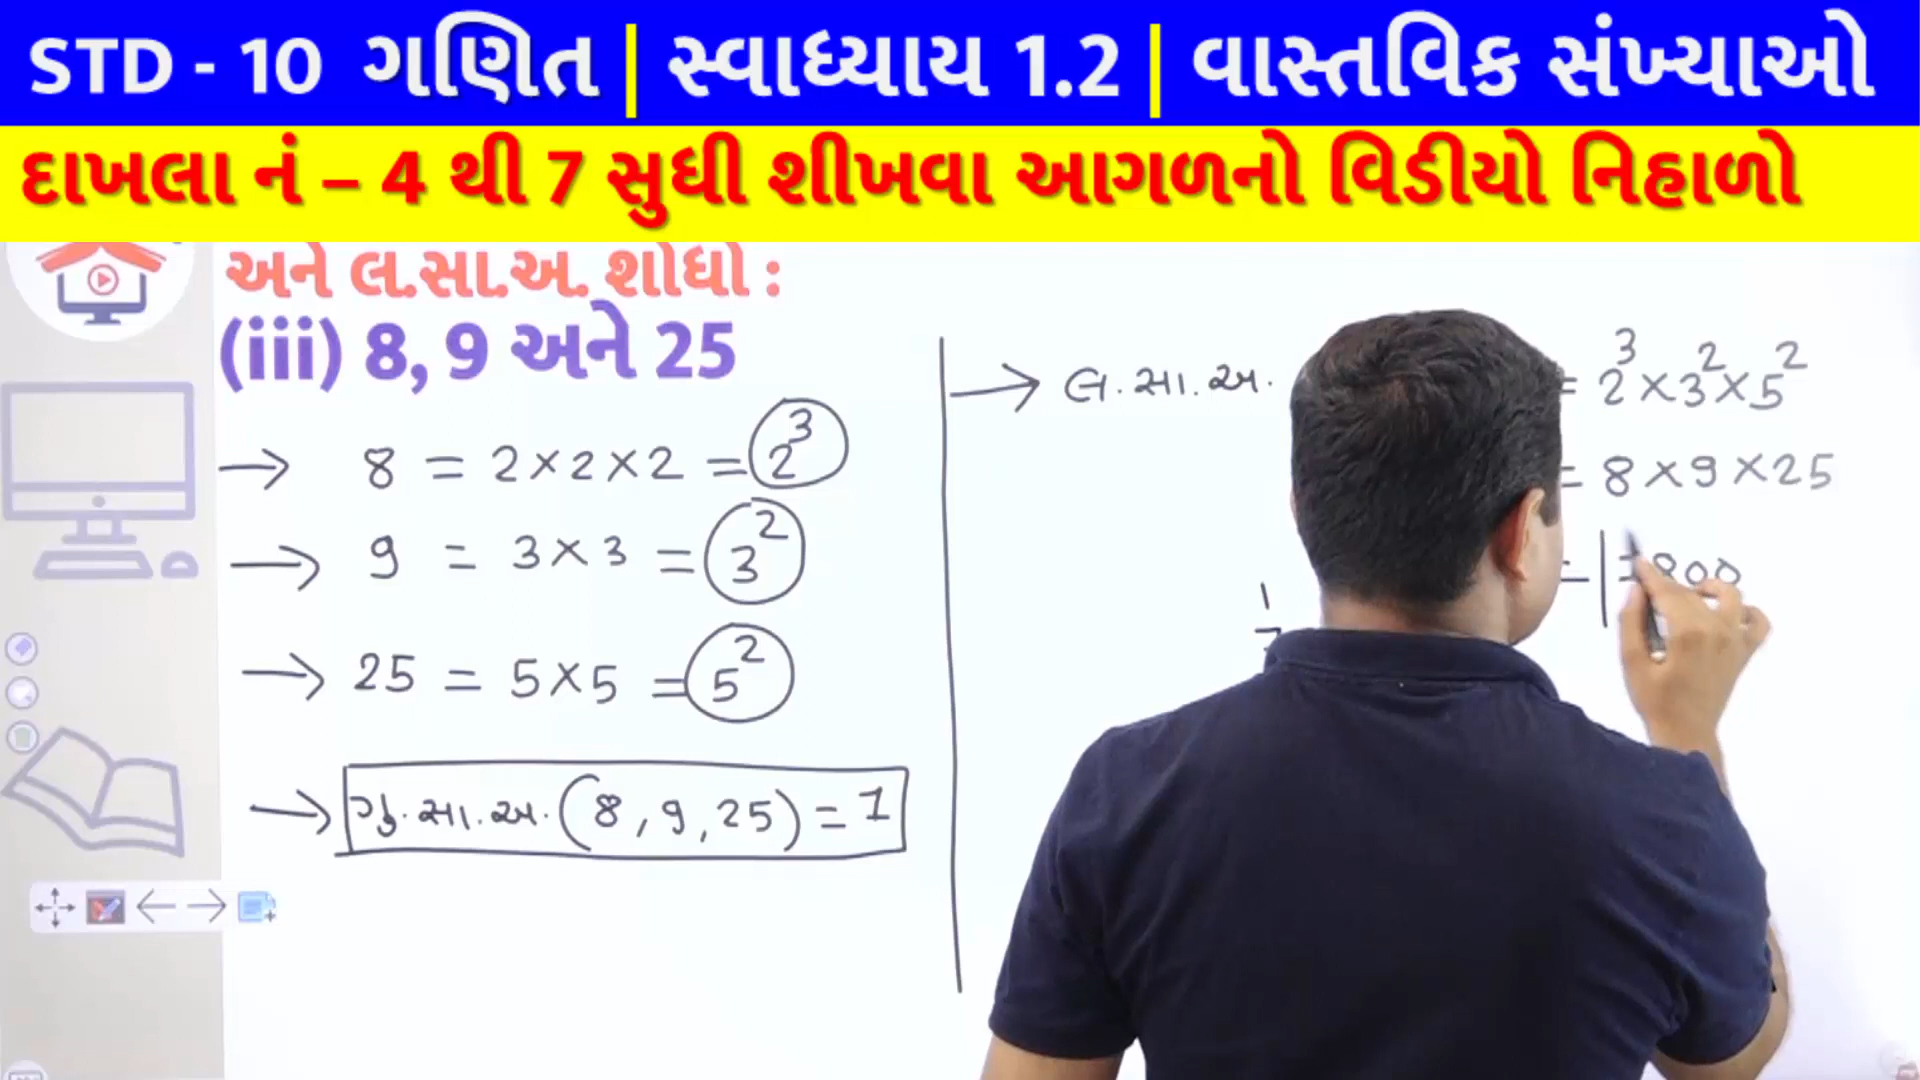 STD - 10 ગણિત | સ્વાધ્યાય 1.2 | વાસ્તવિક સંખ્યાઓ
દાખલા નં – 4 થી 7 સુધી શીખવા આગળનો વિડીયો નિહાળો
અને લ.સા.અ. શોધો :
(iii) 8, 9 અને 25
→ 8 = 2 × 2 × 2 = 2³
→ 9 = 3 × 3 = 3²
→ 25 = 5 × 5 = 5²
→ ગુ.સા.અ. (8, 9, 25) = 1
→ લ.સા.અ. = 2³ × 3² × 5²
= 8 × 9 × 25
= 1800